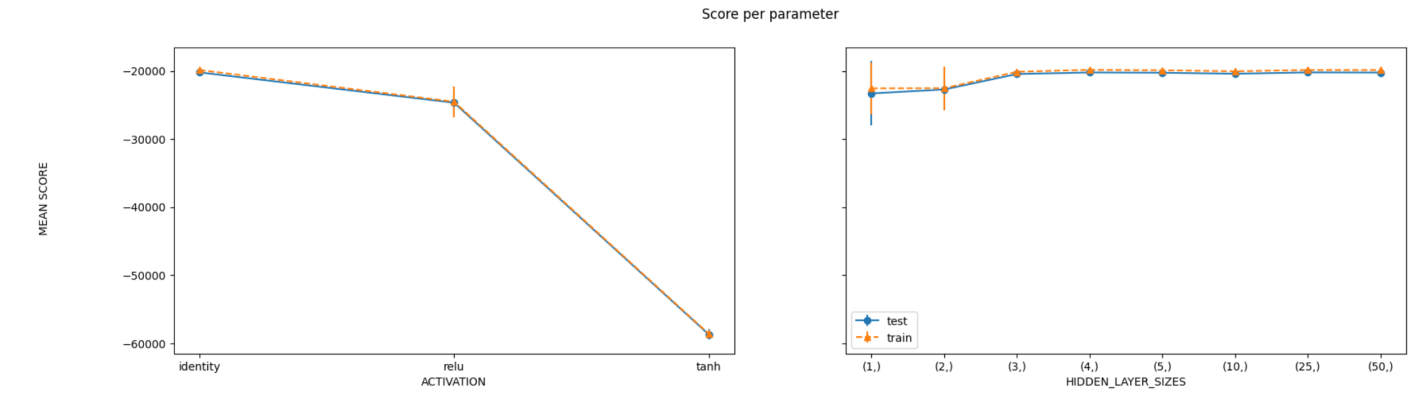 Score per parameter
MEAN SCORE
−20000
−30000
−40000
−50000
−60000
identity relu tanh
ACTIVATION
test
train
(1,) (2,) (3,) (4,) (5,) (10,) (25,) (50,)
HIDDEN_LAYER_SIZES